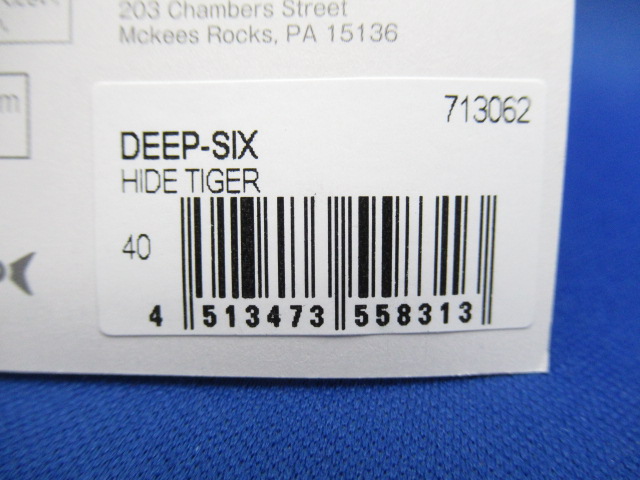 203 Chambers Street
Mckees Rocks, PA 15136
m
713062
DEEP-SIX
HIDE TIGER
40
4 513473 558313